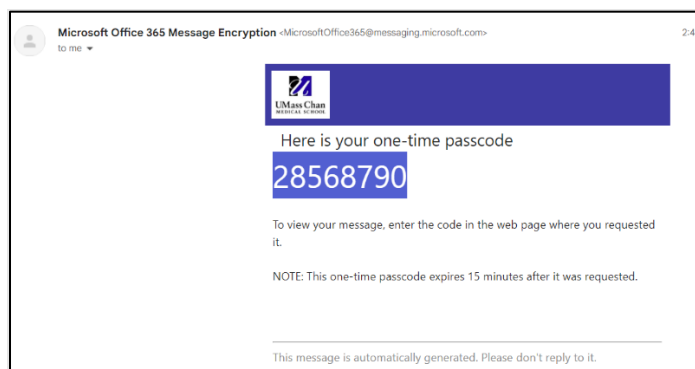 Microsoft Office 365 Message Encryption <MicrosoftOffice365@messaging.microsoft.com>
2:4
to me
UMass Chan
MEDICAL SCHOOL
Here is your one-time passcode
28568790
To view your message, enter the code in the web page where you requested
it.
NOTE: This one-time passcode expires 15 minutes after it was requested.
This message is automatically generated. Please don't reply to it.